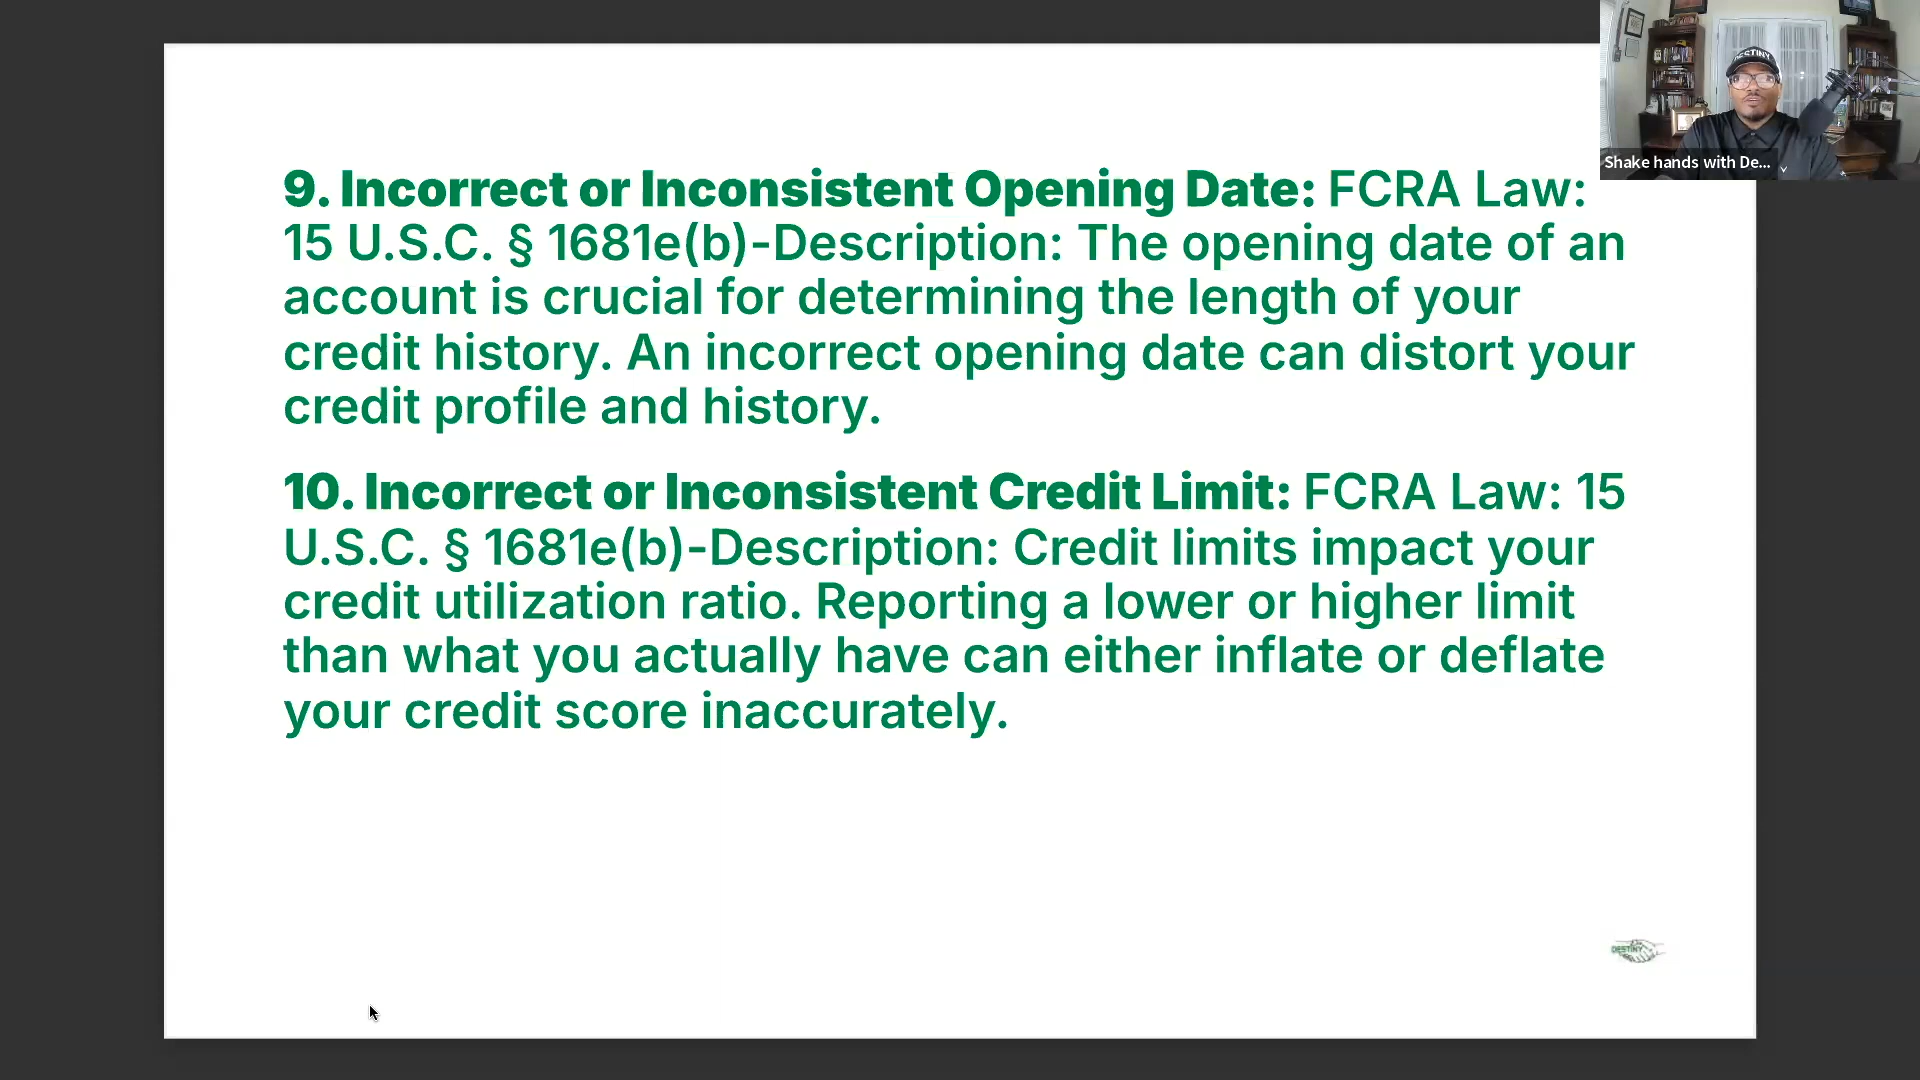 9. Incorrect or Inconsistent Opening Date: FCRA Law:
15 U.S.C. § 1681e(b)-Description: The opening date of an
account is crucial for determining the length of your
credit history. An incorrect opening date can distort your
credit profile and history.
10. Incorrect or Inconsistent Credit Limit: FCRA Law: 15
U.S.C. § 1681e(b)-Description: Credit limits impact your
credit utilization ratio. Reporting a lower or higher limit
than what you actually have can either inflate or deflate
your credit score inaccurately.
DESTINY
Shake hands with De...
DESTINY